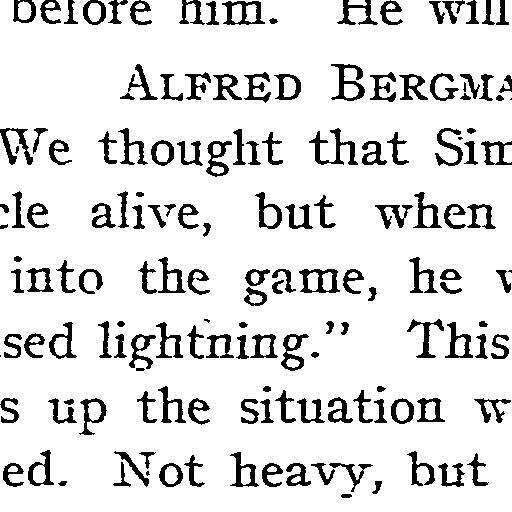 before him. He will
ALFRED BERGMA
We thought that Sim
cle alive, but when
into the game, he w
sed lightning." This
s up the situation w
ed. Not heavy, but